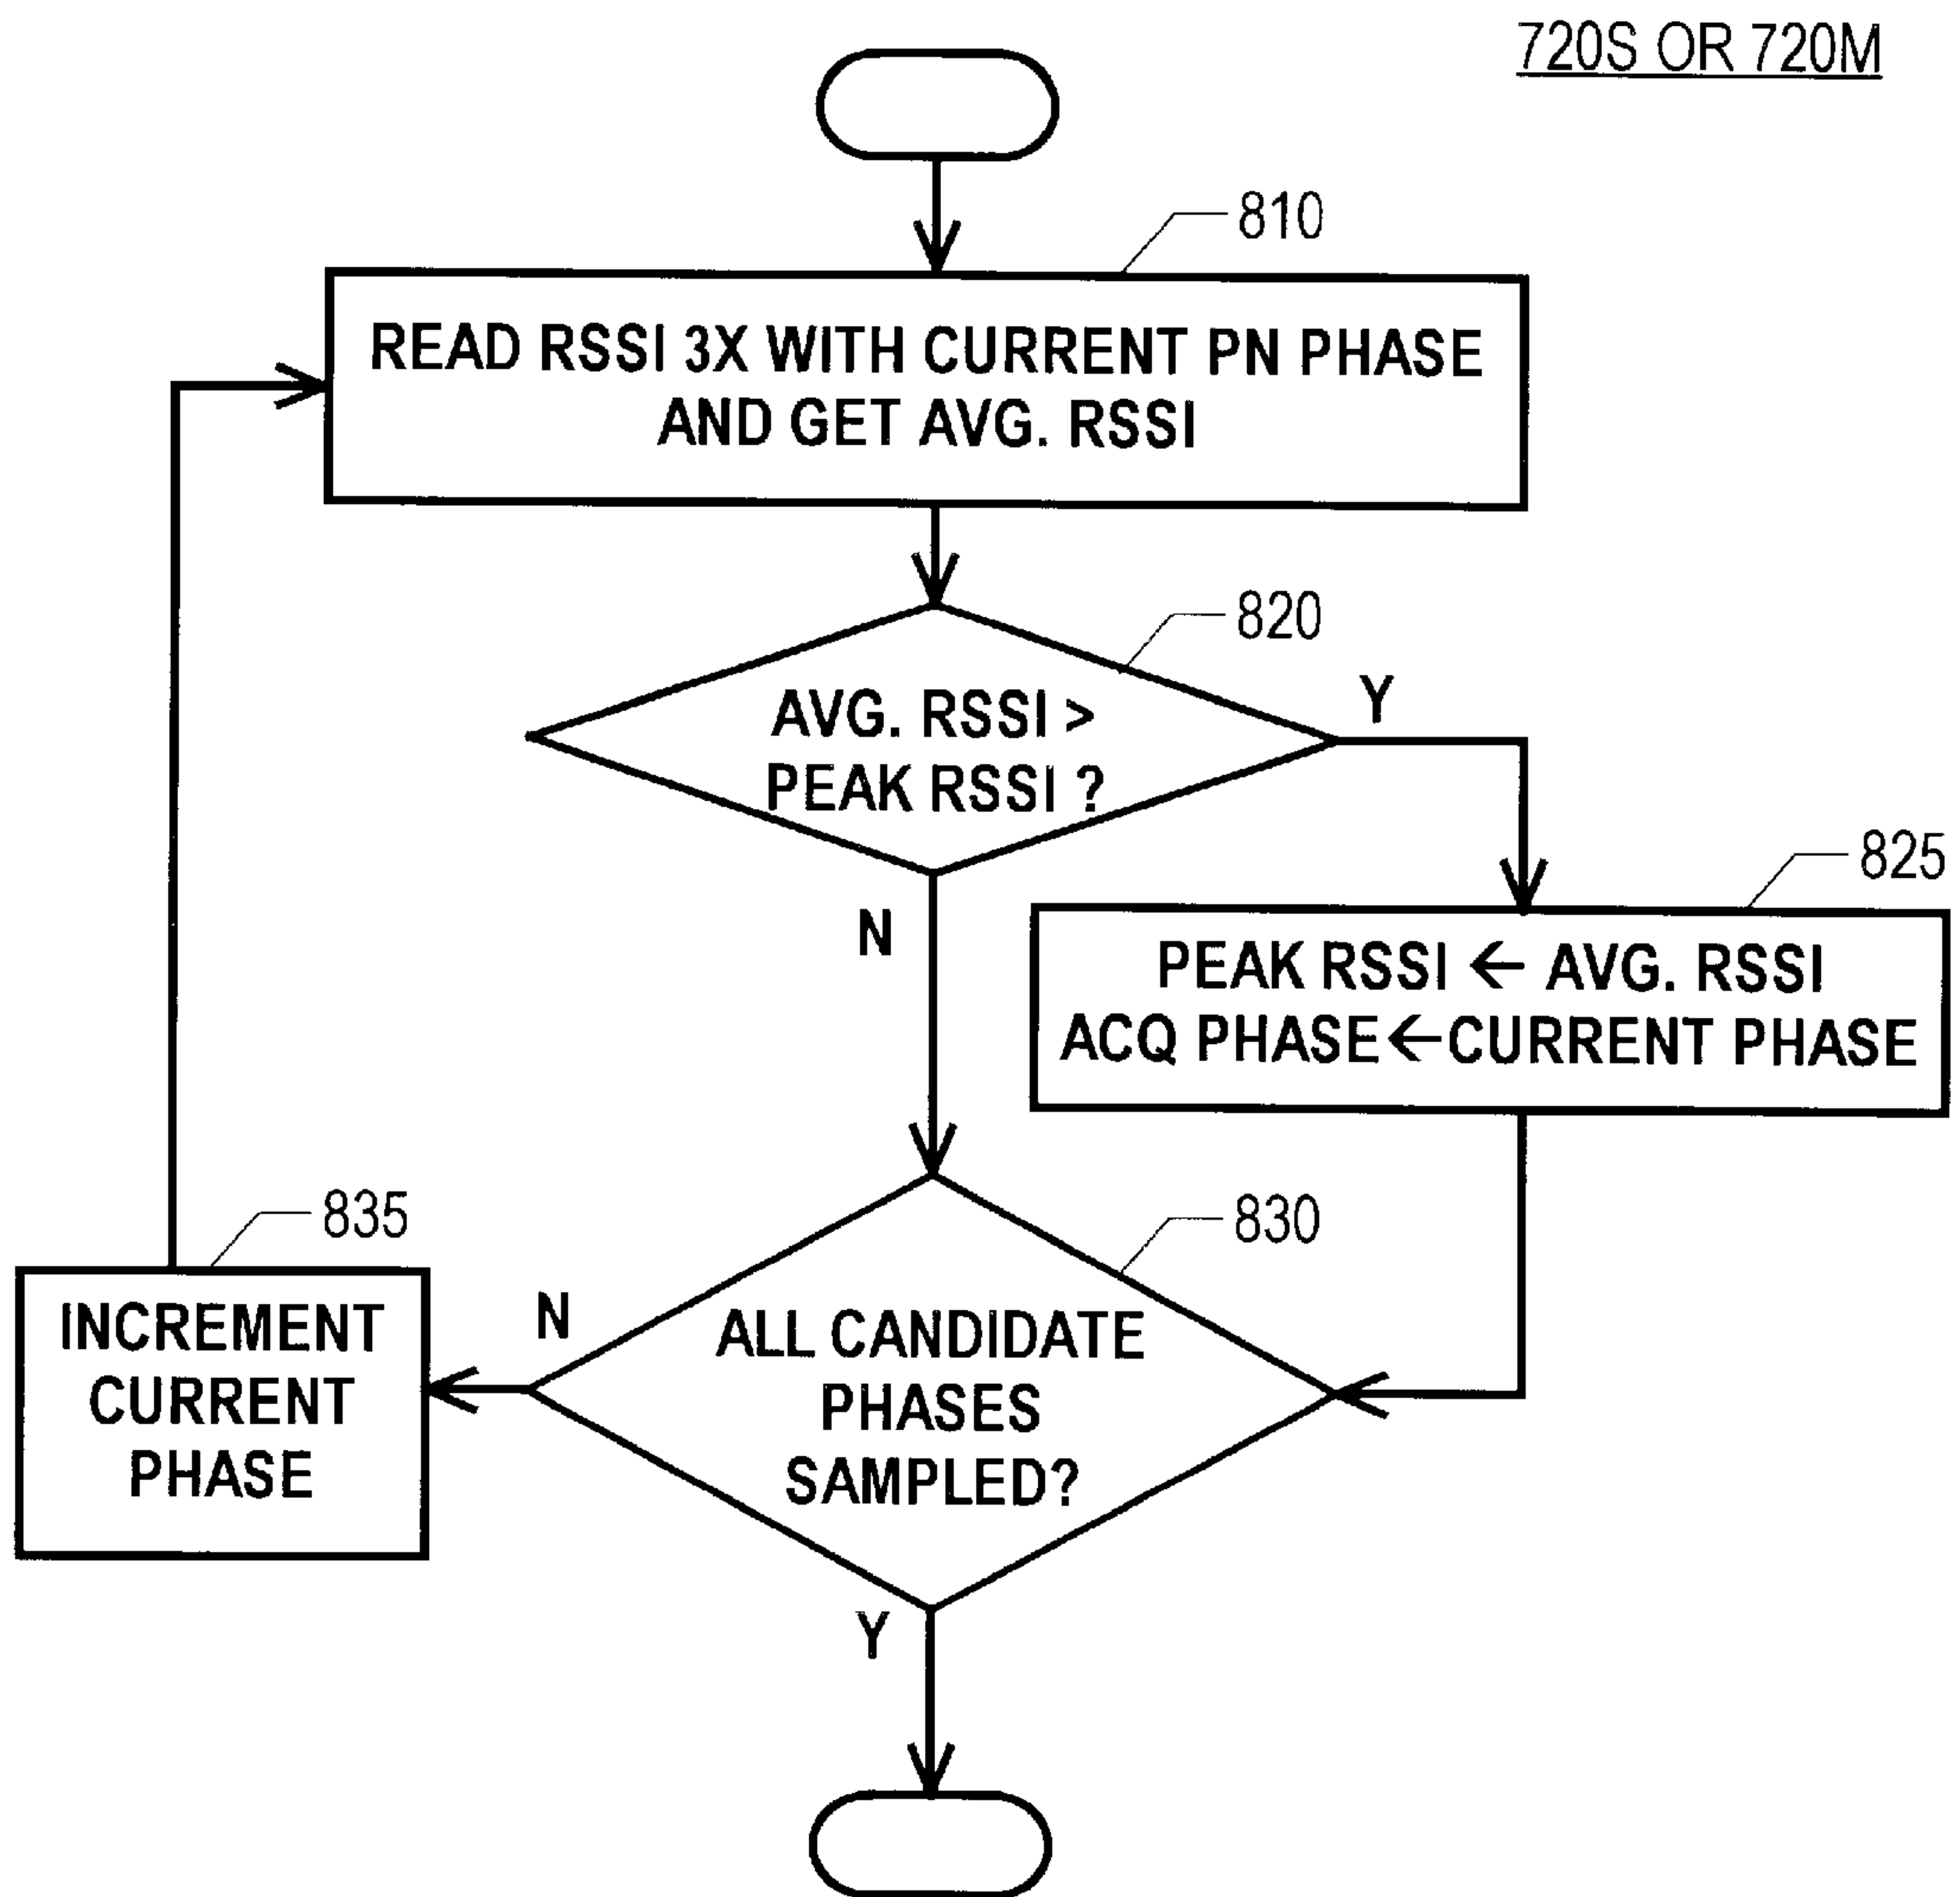 720S OR 720M
810
READ RSSI 3X WITH CURRENT PN PHASE
AND GET AVG. RSSI
820
AVG. RSSI >
PEAK RSSI ?
Y
N
825
PEAK RSSI ← AVG. RSSI
ACQ PHASE ← CURRENT PHASE
830
ALL CANDIDATE
PHASES
SAMPLED?
N
835
INCREMENT
CURRENT
PHASE
Y